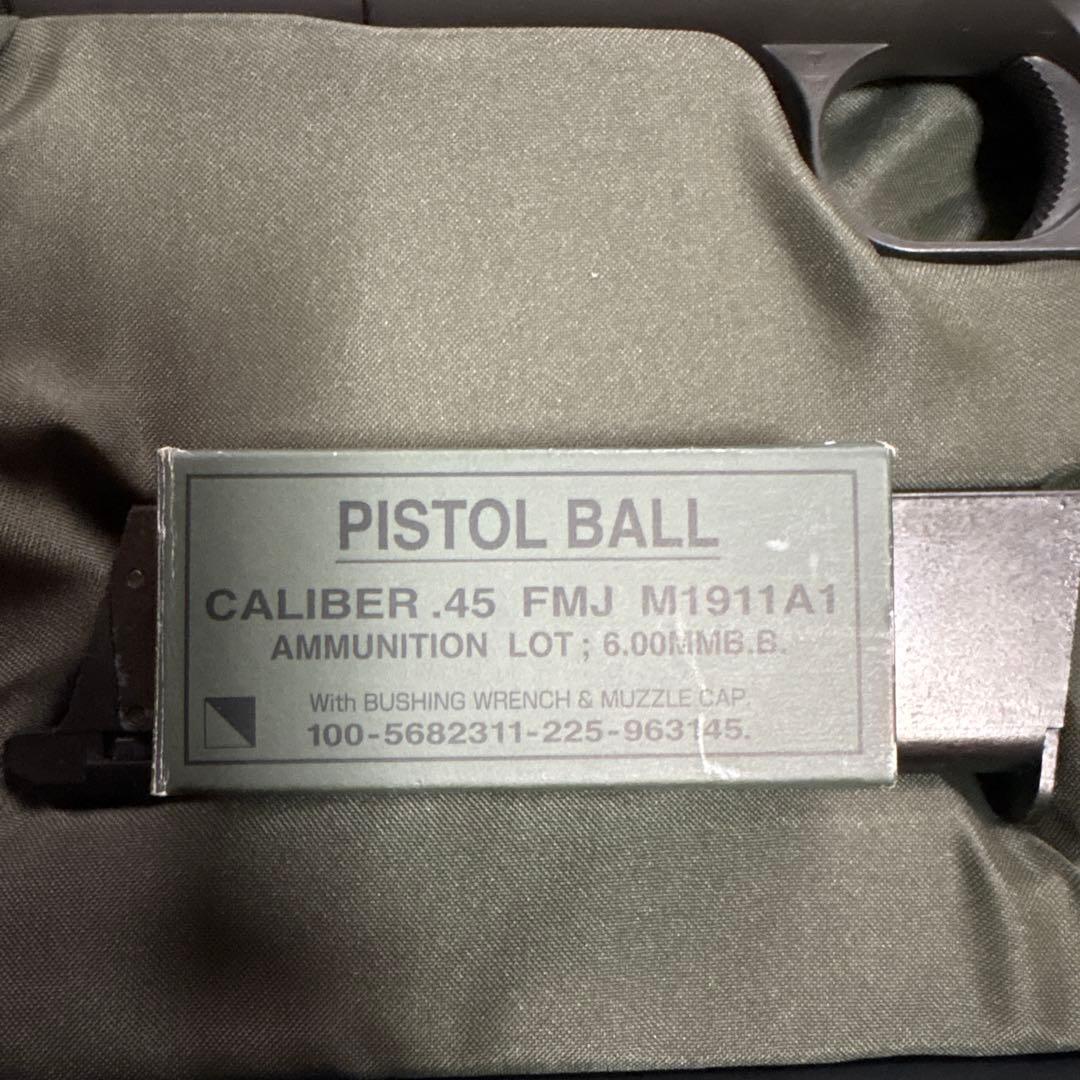 PISTOL BALL
CALIBER .45 FMJ M1911A1
AMMUNITION LOT ; 6.00MMB.B.
With BUSHING WRENCH & MUZZLE CAP.
100-5682311-225-963145.